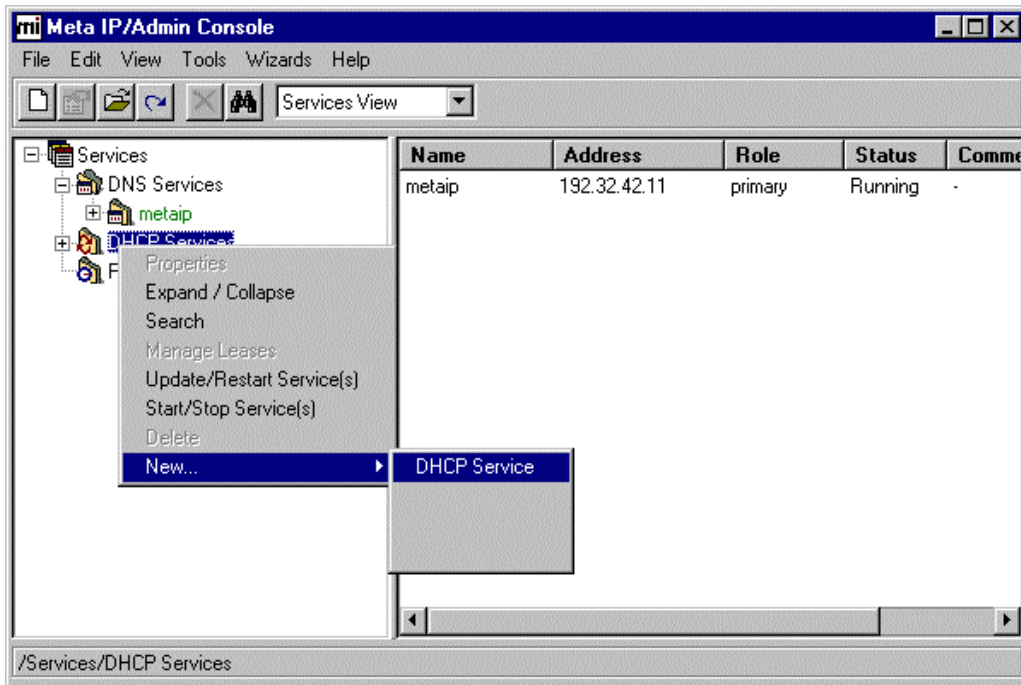 mi Meta IP/Admin Console
File Edit View Tools Wizards Help
Services View
Services
DNS Services
metaip
DHCP Services
F
Name Address Role Status Comme
metaip 192.32.42.11 primary Running -
Properties
Expand / Collapse
Search
Manage Leases
Update/Restart Service(s)
Start/Stop Service(s)
Delete
New...
DHCP Service
/Services/DHCP Services